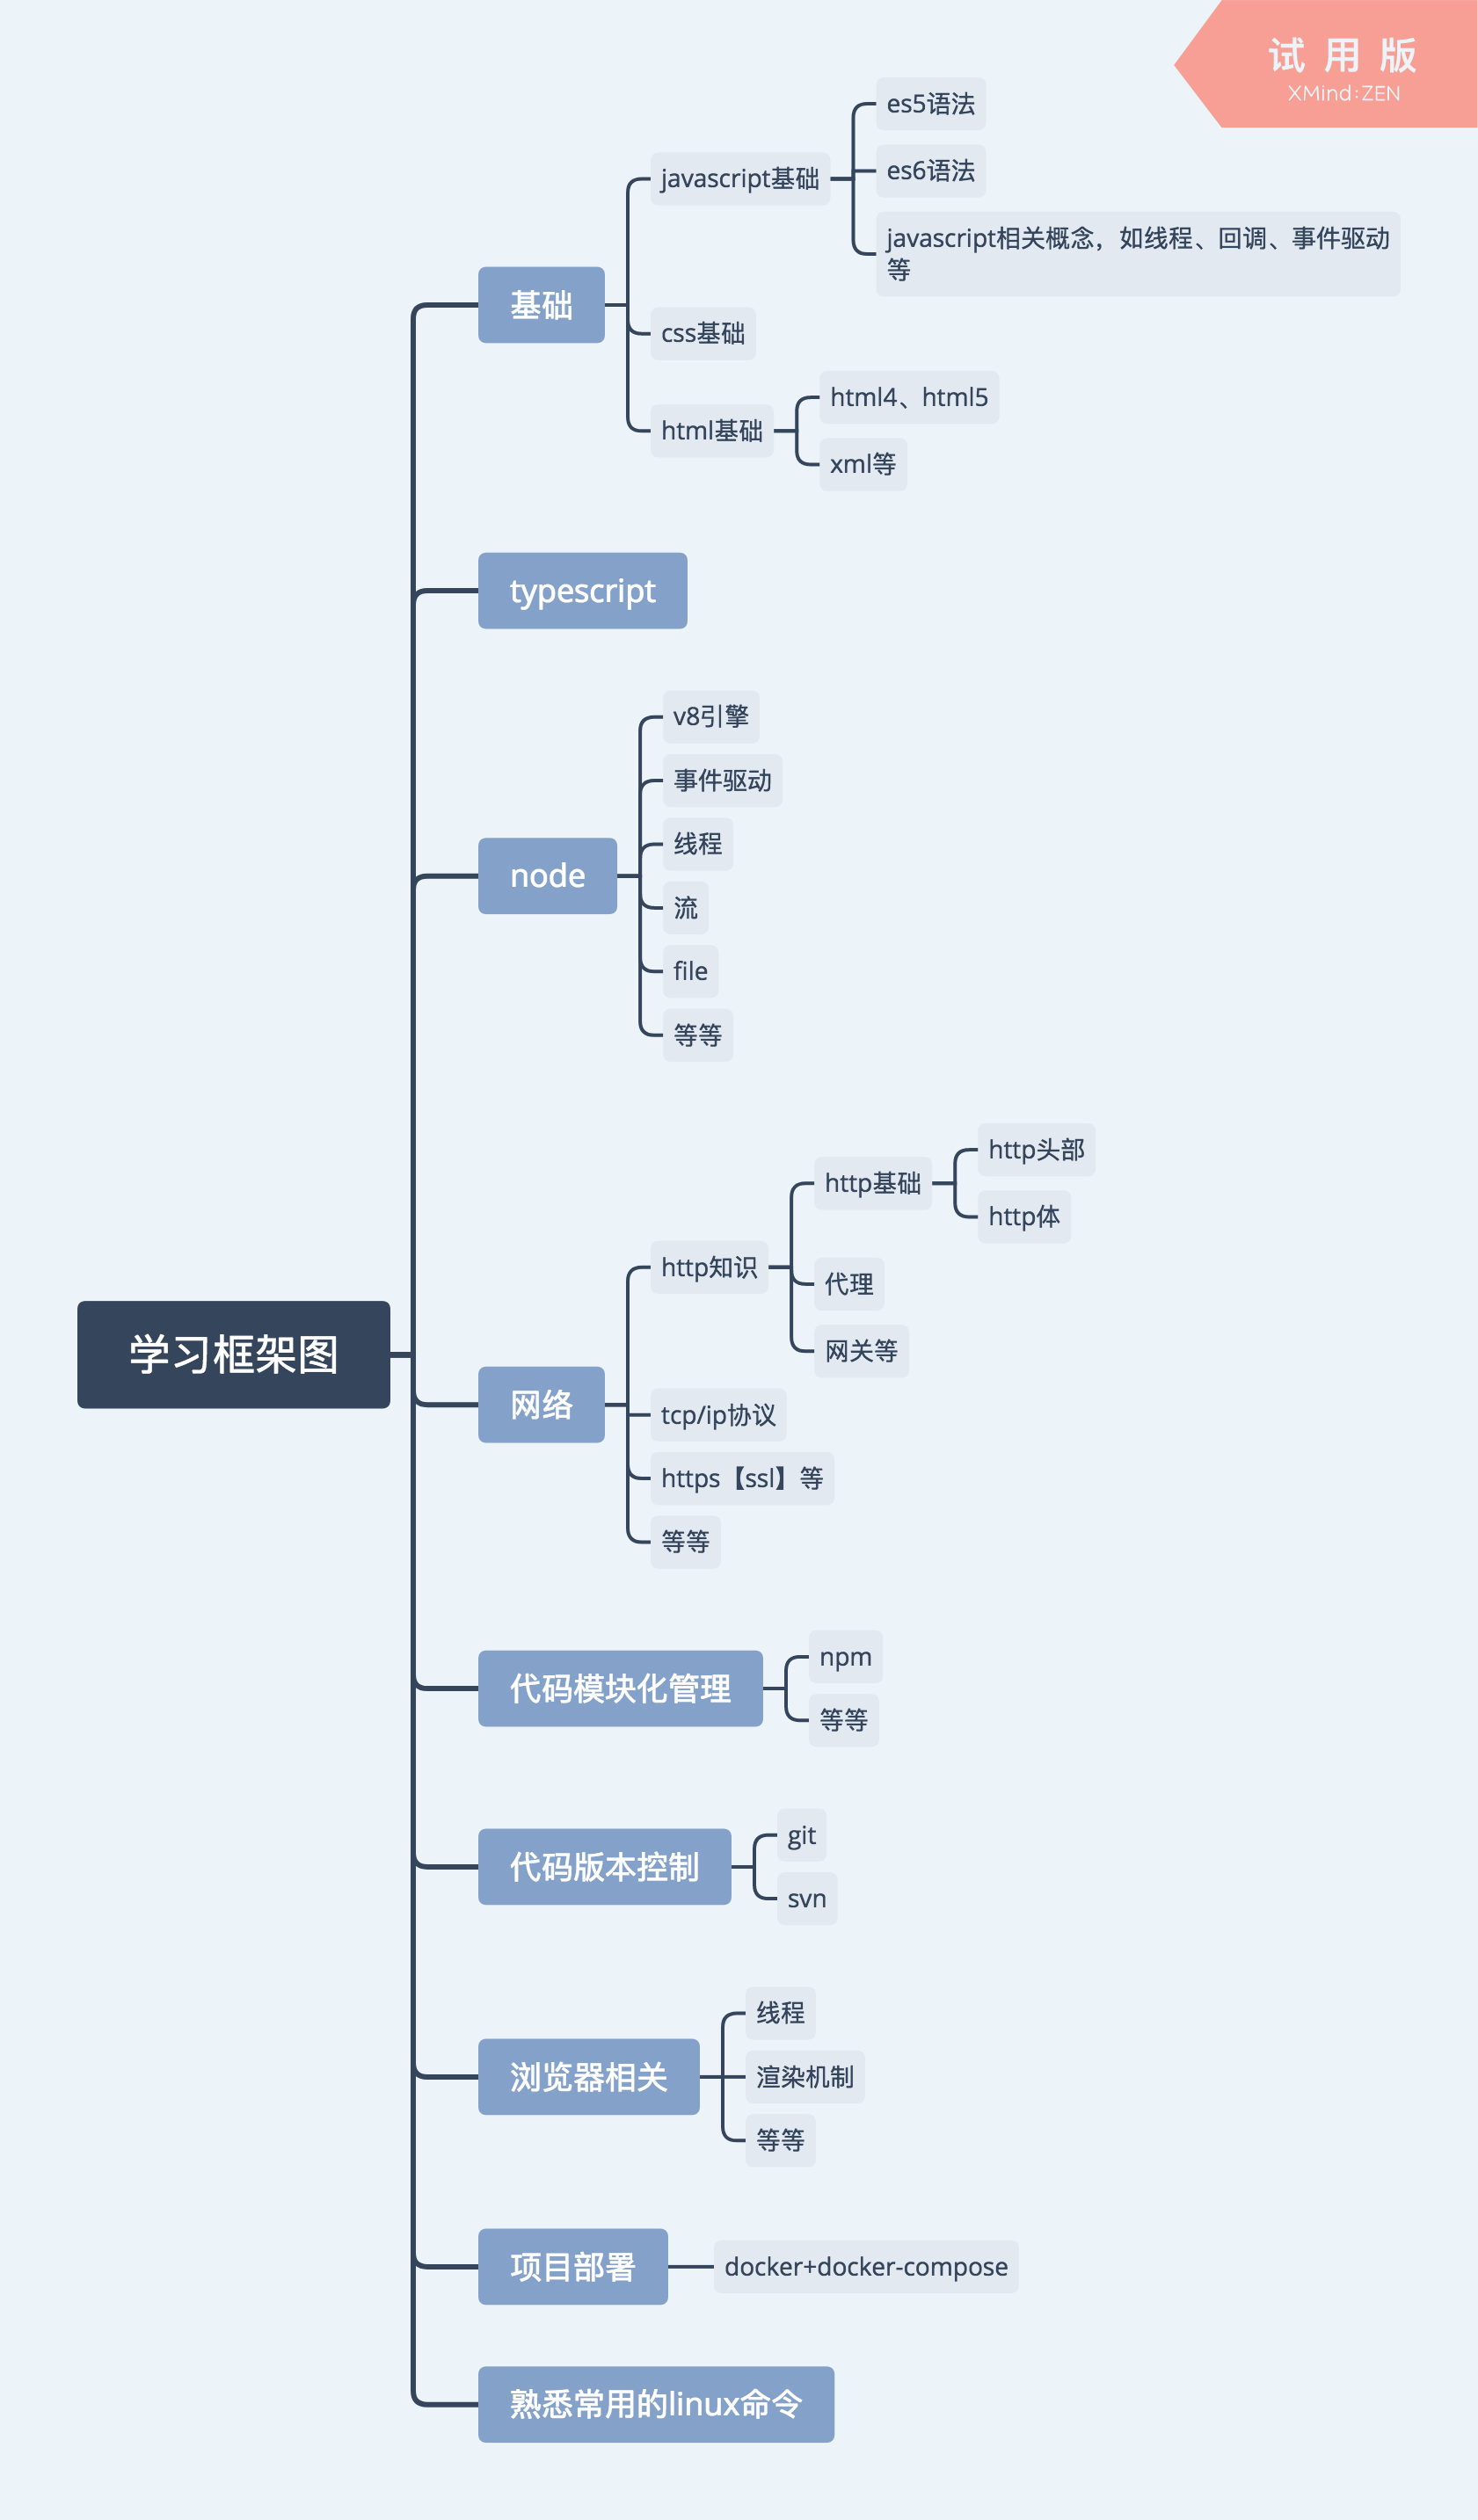 试 用 版
XMind:ZEN
学习框架图
基础
javascript基础
es5语法
es6语法
javascript相关概念，如线程、回调、事件驱动
等
css基础
html基础
html4、html5
xml等
typescript
node
v8引擎
事件驱动
线程
流
file
等等
网络
http知识
http基础
http头部
http体
代理
网关等
tcp/ip协议
https【ssl】等
等等
代码模块化管理
npm
等等
代码版本控制
git
svn
浏览器相关
线程
渲染机制
等等
项目部署
docker+docker-compose
熟悉常用的linux命令